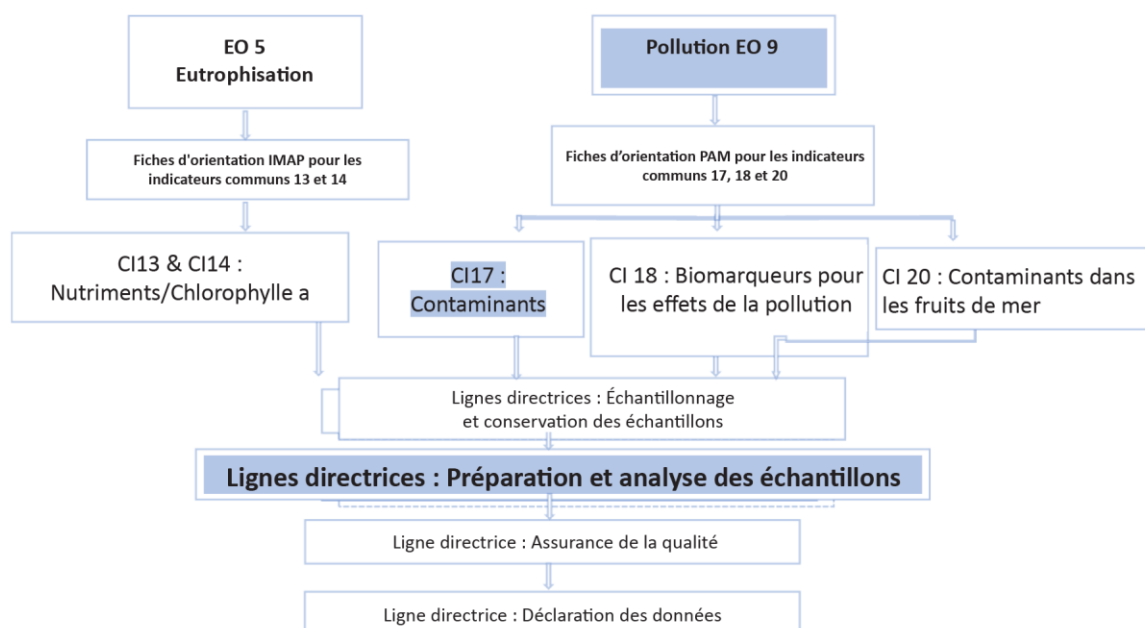 EO 5
Eutrophisation
Pollution EO 9
Fiches d'orientation IMAP pour les
indicateurs communs 13 et 14
Fiches d’orientation PAM pour les indicateurs
communs 17, 18 et 20
CI13 & CI14 :
Nutriments/Chlorophylle a
CI17 :
Contaminants
CI 18 : Biomarqueurs pour
les effets de la pollution
CI 20 : Contaminants dans
les fruits de mer
Lignes directrices : Échantillonnage
et conservation des échantillons
Lignes directrices : Préparation et analyse des échantillons
Ligne directrice : Assurance de la qualité
Ligne directrice : Déclaration des données